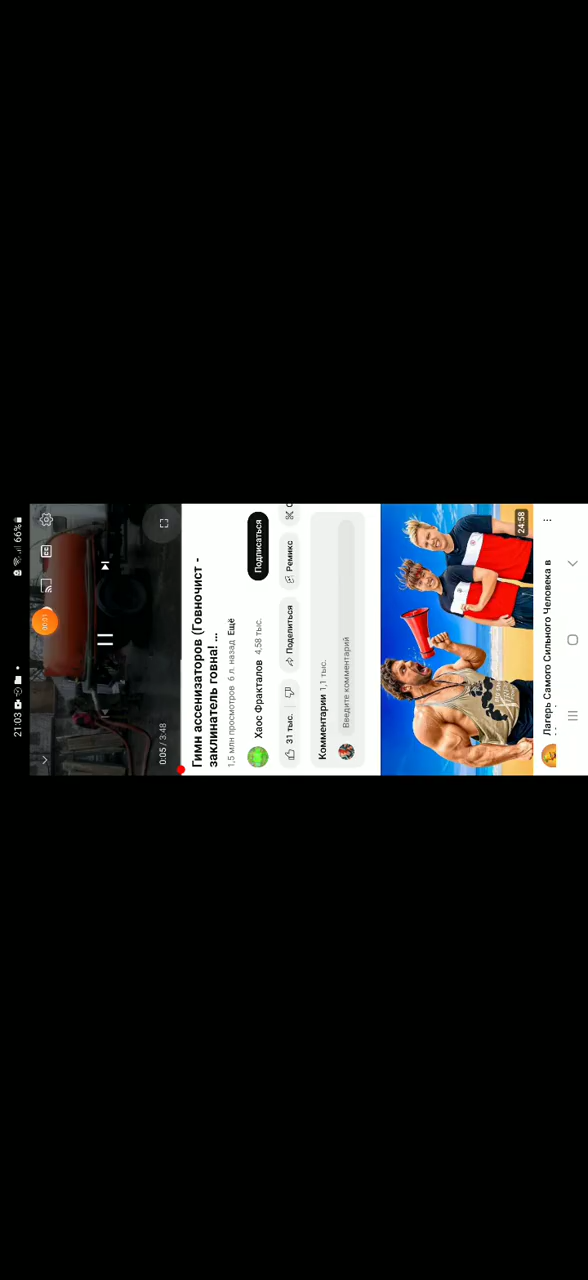 21:03
66%
00:01
0:05 / 3:48
Гимн ассенизаторов (Говночист -
заклинатель говна! ...
1,5 млн просмотров 6 л. назад Ещё
Хаос Фракталов 4,58 тыс.
Подписаться
31 тыс.
Поделиться
Ремикс
Комментарии 1,1 тыс.
Введите комментарий
24:58
Лагерь Самого Сильного Человека в